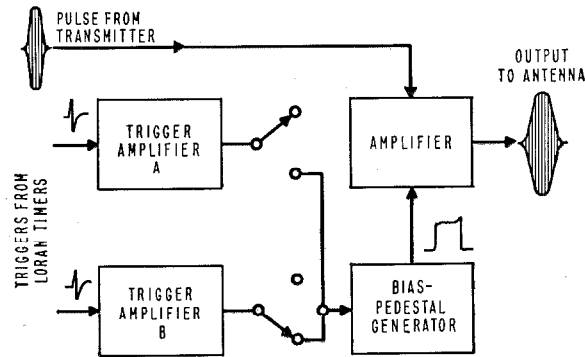 PULSE FROM
TRANSMITTER
OUTPUT
TO ANTENNA
TRIGGER
AMPLIFIER
A
AMPLIFIER
TRIGGERS FROM
LORAN TIMERS
TRIGGER
AMPLIFIER
B
BIAS-
PEDESTAL
GENERATOR